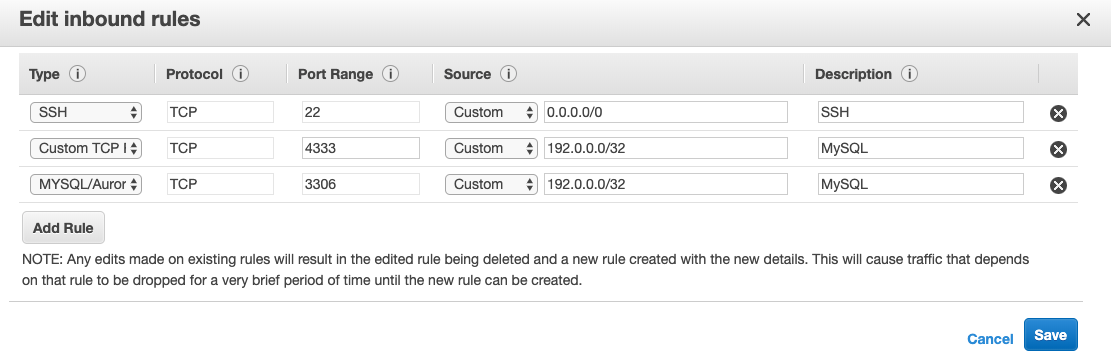 Edit inbound rules
Type Protocol Port Range Source Description
SSH TCP 22 Custom 0.0.0.0/0 SSH
Custom TCP I TCP 4333 Custom 192.0.0.0/32 MySQL
MYSQL/Auror TCP 3306 Custom 192.0.0.0/32 MySQL
Add Rule
NOTE: Any edits made on existing rules will result in the edited rule being deleted and a new rule created with the new details. This will cause traffic that depends
on that rule to be dropped for a very brief period of time until the new rule can be created.
Cancel Save